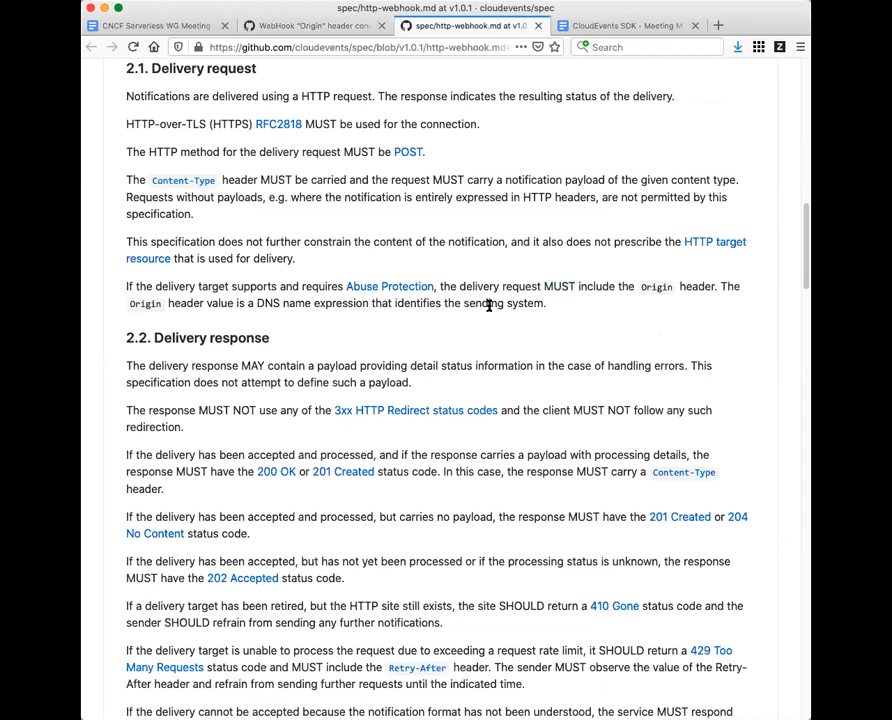 spec/http-webhook.md at v1.0.1 · cloudevents/spec
CNCF Serverless WG Meeting
WebHook "Origin" header con
spec/http-webhook.md at v1.0
CloudEvents SDK - Meeting M
https://github.com/cloudevents/spec/blob/v1.0.1/http-webhook.md
Search
2.1. Delivery request
Notifications are delivered using a HTTP request. The response indicates the resulting status of the delivery.
HTTP-over-TLS (HTTPS) RFC2818 MUST be used for the connection.
The HTTP method for the delivery request MUST be POST.
The Content-Type header MUST be carried and the request MUST carry a notification payload of the given content type.
Requests without payloads, e.g. where the notification is entirely expressed in HTTP headers, are not permitted by this
specification.
This specification does not further constrain the content of the notification, and it also does not prescribe the HTTP target
resource that is used for delivery.
If the delivery target supports and requires Abuse Protection, the delivery request MUST include the Origin header. The
Origin header value is a DNS name expression that identifies the sending system.
2.2. Delivery response
The delivery response MAY contain a payload providing detail status information in the case of handling errors. This
specification does not attempt to define such a payload.
The response MUST NOT use any of the 3xx HTTP Redirect status codes and the client MUST NOT follow any such
redirection.
If the delivery has been accepted and processed, and if the response carries a payload with processing details, the
response MUST have the 200 OK or 201 Created status code. In this case, the response MUST carry a Content-Type
header.
If the delivery has been accepted and processed, but carries no payload, the response MUST have the 201 Created or 204
No Content status code.
If the delivery has been accepted, but has not yet been processed or if the processing status is unknown, the response
MUST have the 202 Accepted status code.
If a delivery target has been retired, but the HTTP site still exists, the site SHOULD return a 410 Gone status code and the
sender SHOULD refrain from sending any further notifications.
If the delivery target is unable to process the request due to exceeding a request rate limit, it SHOULD return a 429 Too
Many Requests status code and MUST include the Retry-After header. The sender MUST observe the value of the Retry-
After header and refrain from sending further requests until the indicated time.
If the delivery cannot be accepted because the notification format has not been understood, the service MUST respond